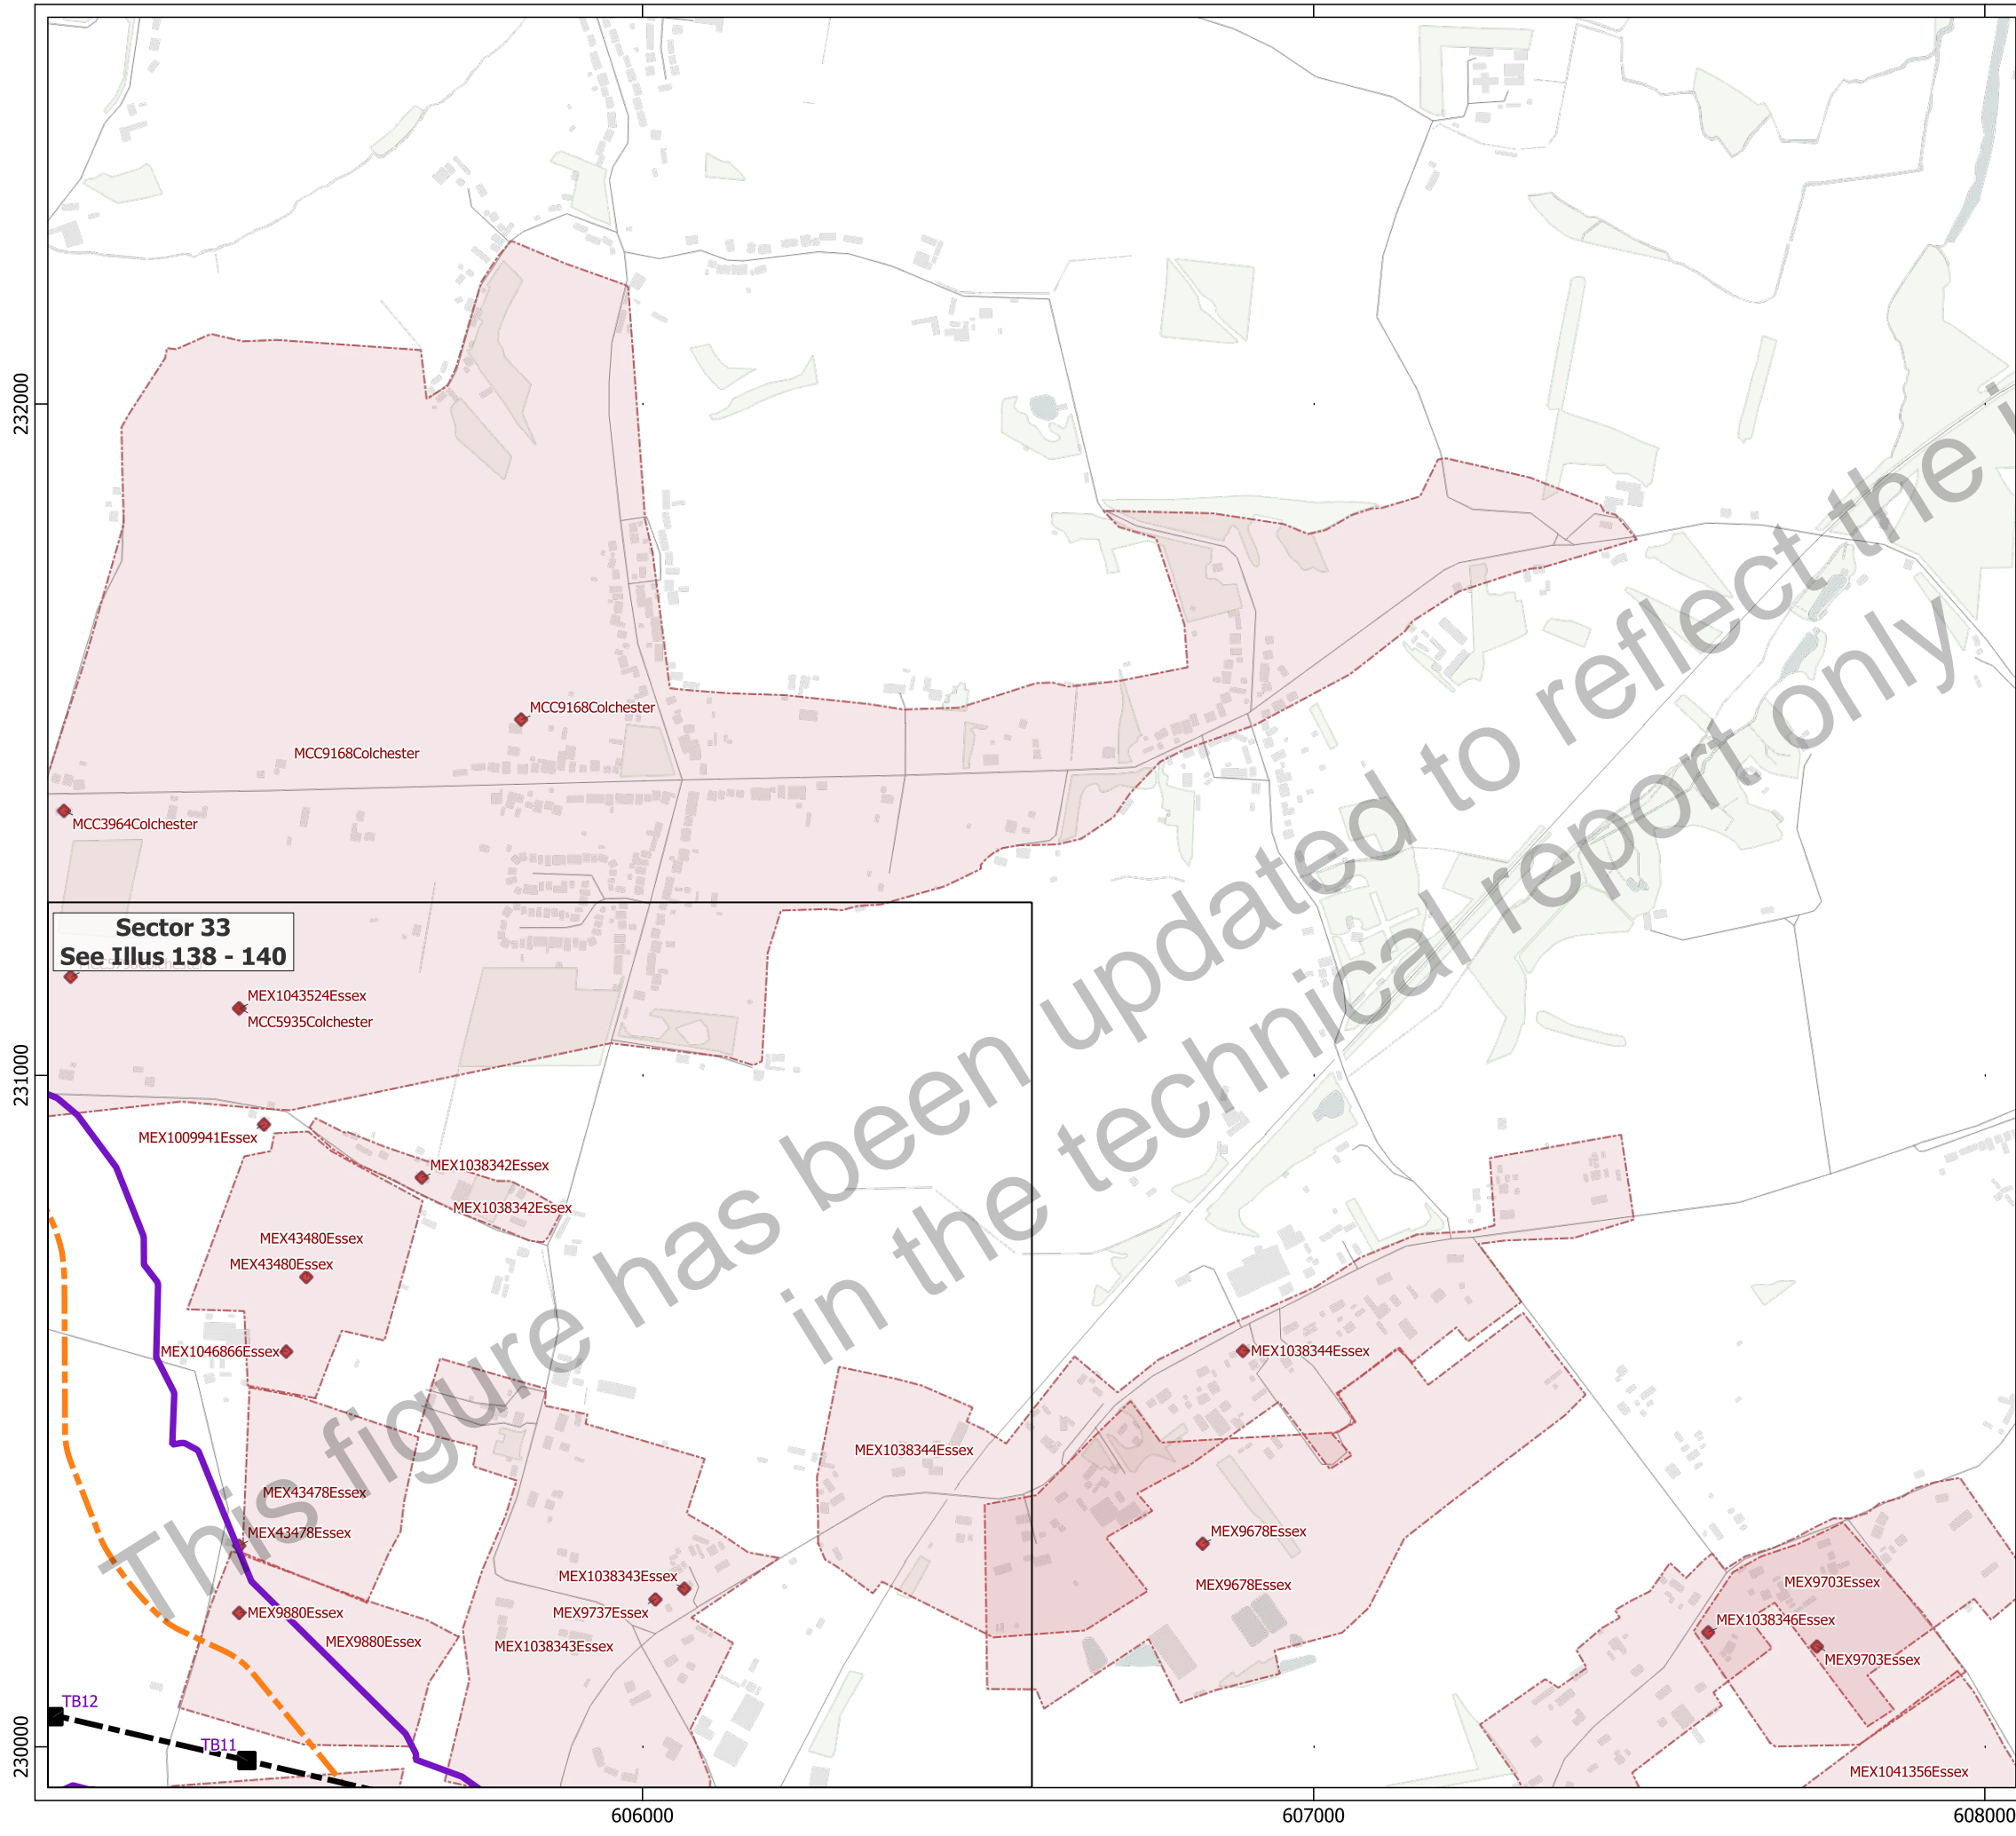 232000
231000
230000
606000
607000
608000
MCC9168Colchester
MCC9168Colchester
MCC3964Colchester
Sector 33
See Illus 138 - 140
MEX1043524Essex
MCC5935Colchester
MEX1009941Essex
MEX1038342Essex
MEX1038342Essex
MEX43480Essex
MEX43480Essex
MEX1046866Essex
MEX1038344Essex
MEX1038344Essex
MEX43478Essex
MEX43478Essex
MEX9678Essex
MEX9678Essex
MEX1038343Essex
MEX9737Essex
MEX1038343Essex
MEX9880Essex
MEX9880Essex
MEX9703Essex
MEX1038346Essex
MEX9703Essex
MEX1041356Essex
TB12
TB11
This figure has been updated to reflect the
in the technical report only